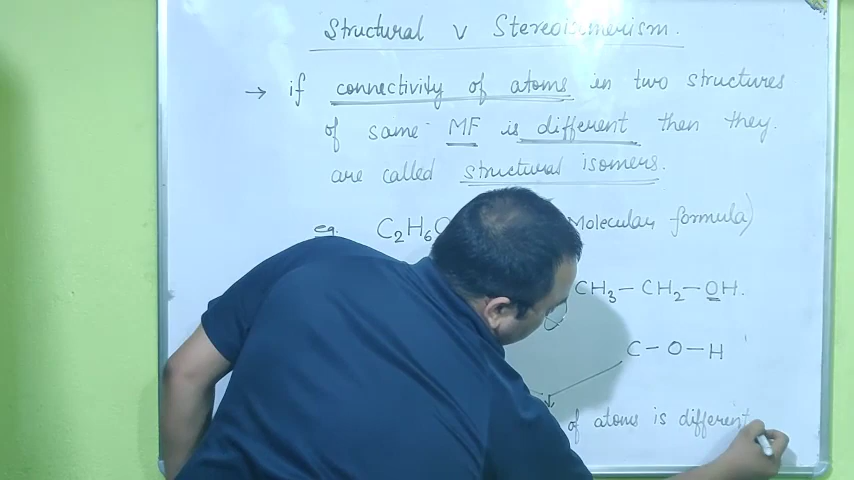 Structural v Stereoisomerism.
→ if connectivity of atoms in two structures
of same MF is different then they
are called structural isomers.
eg. C₂H₆O Molecular formula)
CH₃ – CH₂ – OH.
C – O – H
of atoms is different